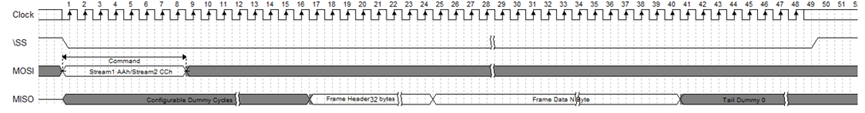 1 2 3 4 5 6 7 8 9 10 11 12 13 14 15 16 17 18 19 20 21 22 23 24 25 26 27 28 29 30 31 32 33 34 35 36 37 38 39 40 41 42 43 44 45 46 47 48 49 50 51
Clock
\SS
Command
MOSI Stream1 AAh/Stream2 CCh
MISO Configurable Dummy Cycles Frame Header32 bytes Frame Data N Byte Tail Dummy 0